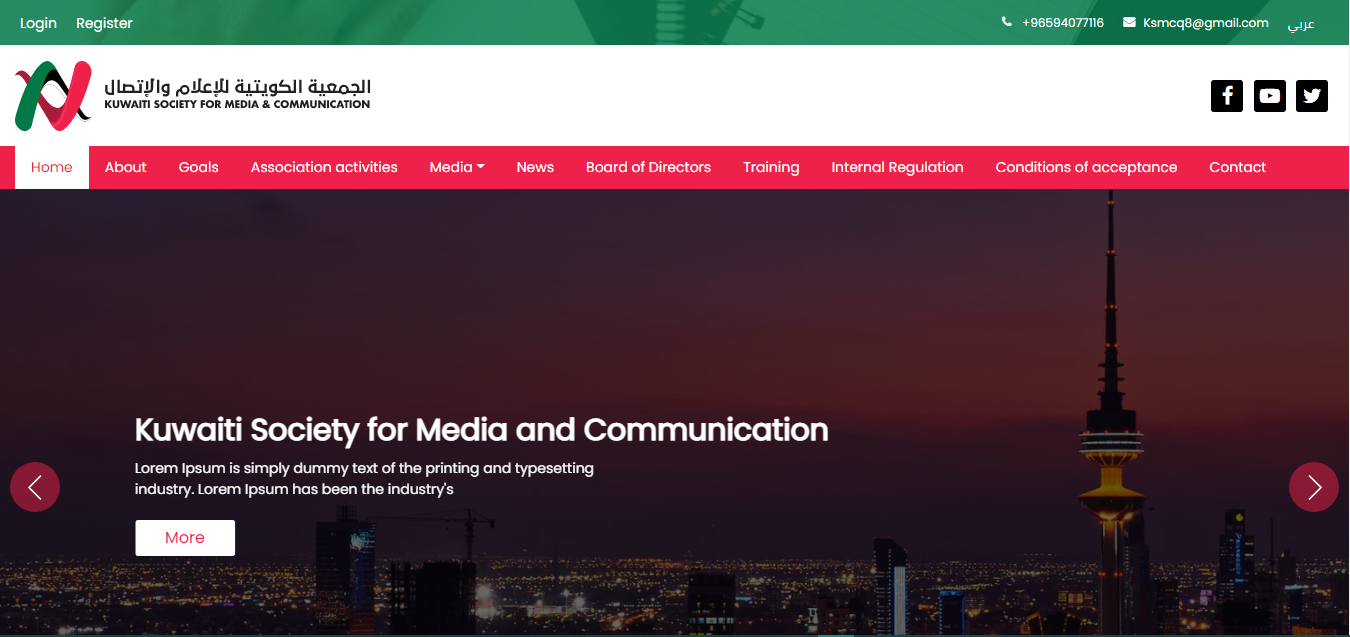 Login Register +96594077116 Ksmcq8@gmail.com عربي
الجمعية الكويتية للإعلام والإتصال
KUWAITI SOCIETY FOR MEDIA & COMMUNICATION
Home About Goals Association activities Media News Board of Directors Training Internal Regulation Conditions of acceptance Contact
Kuwaiti Society for Media and Communication
Lorem Ipsum is simply dummy text of the printing and typesetting
industry. Lorem Ipsum has been the industry's
More